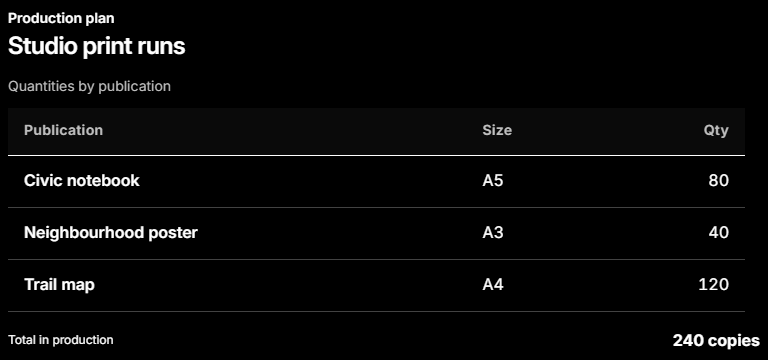 Production plan
Studio print runs
Quantities by publication
Publication Size Qty
Civic notebook A5 80
Neighbourhood poster A3 40
Trail map A4 120
Total in production 240 copies